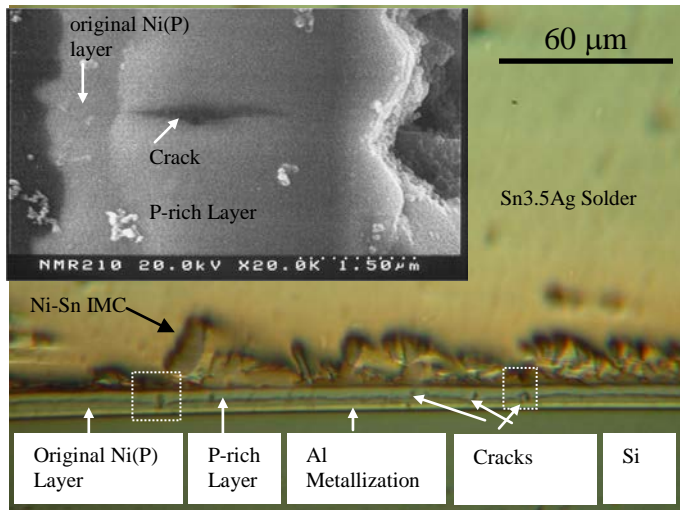 original Ni(P)
layer
60 μm
Crack
Sn3.5Ag Solder
P-rich Layer
NMR210 20.0kV X20.0K 1.50μm
Ni-Sn IMC
Original Ni(P)
Layer
P-rich
Layer
Al
Metallization
Cracks
Si